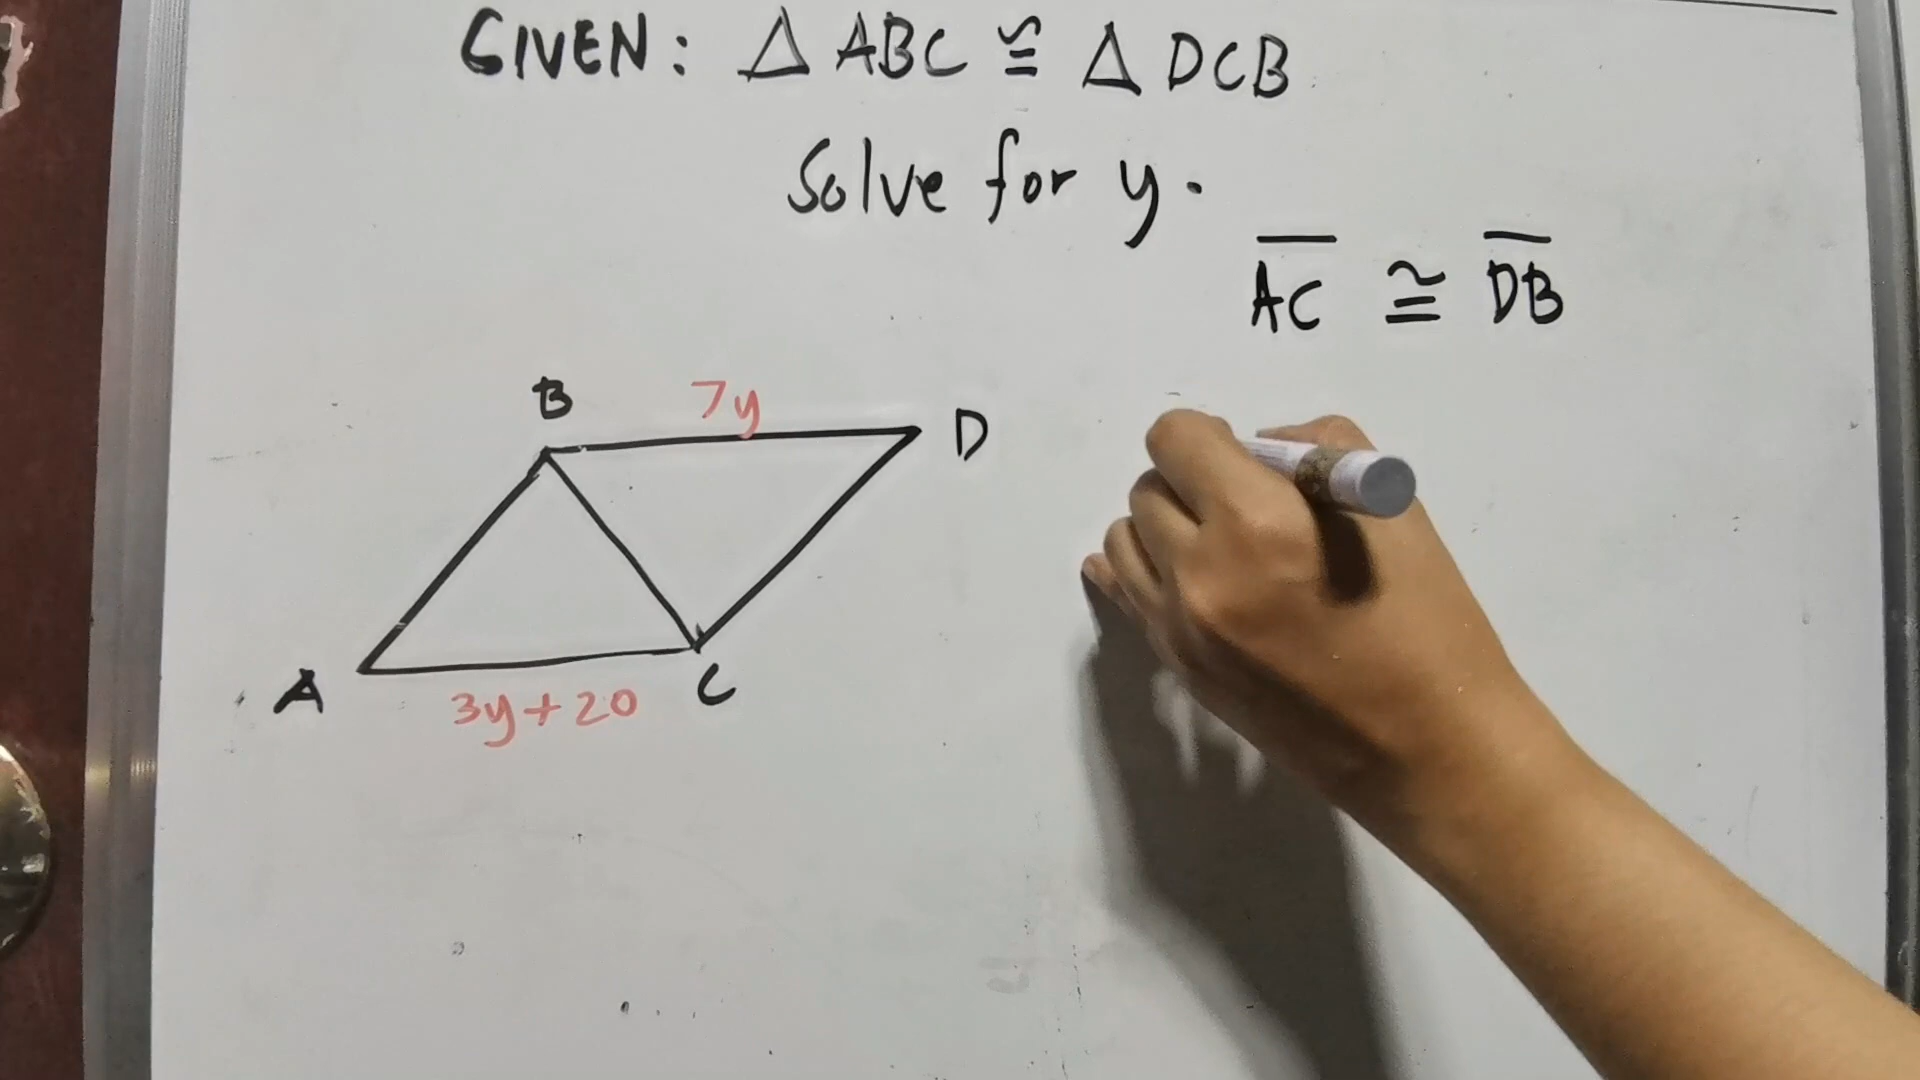 GIVEN: △ ABC ≅ △ DCB
Solve for y.
AC ≅ DB
B
7y
D
A
3y+20
C